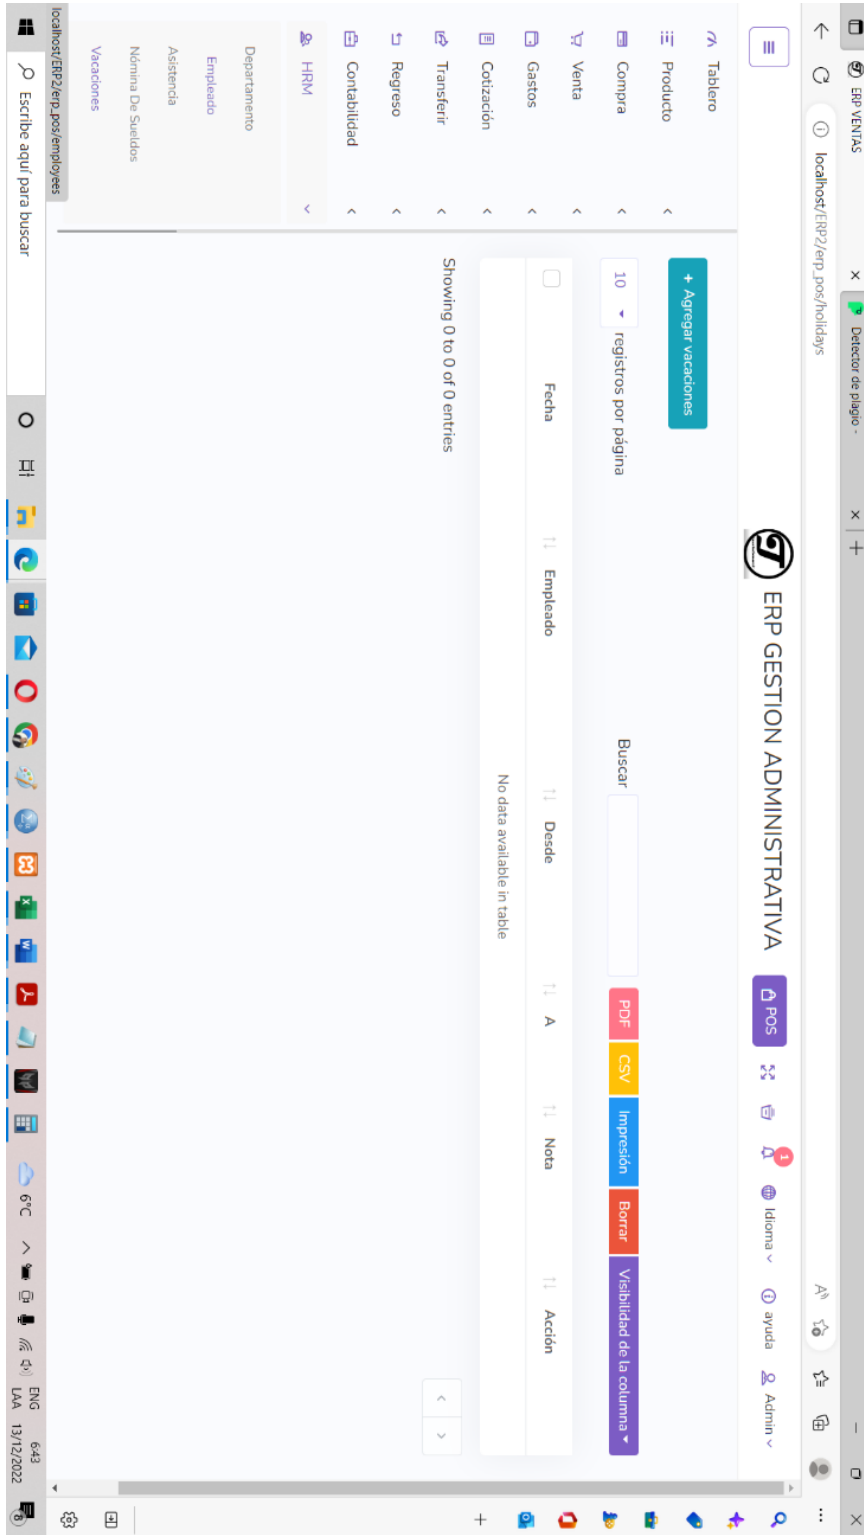 ERP VENTAS
Detector de plagio -
localhost/ERP2/erp_pos/holidays
ERP GESTION ADMINISTRATIVA
POS
1
Idioma
ayuda
Admin
Tablero
Producto
Compra
Venta
Gastos
Cotización
Transferir
Regreso
Contabilidad
HRM
Departamento
Empleado
Asistencia
Nómina De Sueldos
Vacaciones
+ Agregar vacaciones
10 registros por página
Buscar
PDF CSV Impresión Borrar Visibilidad de la columna
Fecha Empleado Desde A Nota Acción
No data available in table
Showing 0 to 0 of 0 entries
localhost/ERP2/erp_pos/employees
Escribe aquí para buscar
6°C
ENG
LAA
6:43
13/12/2022
8